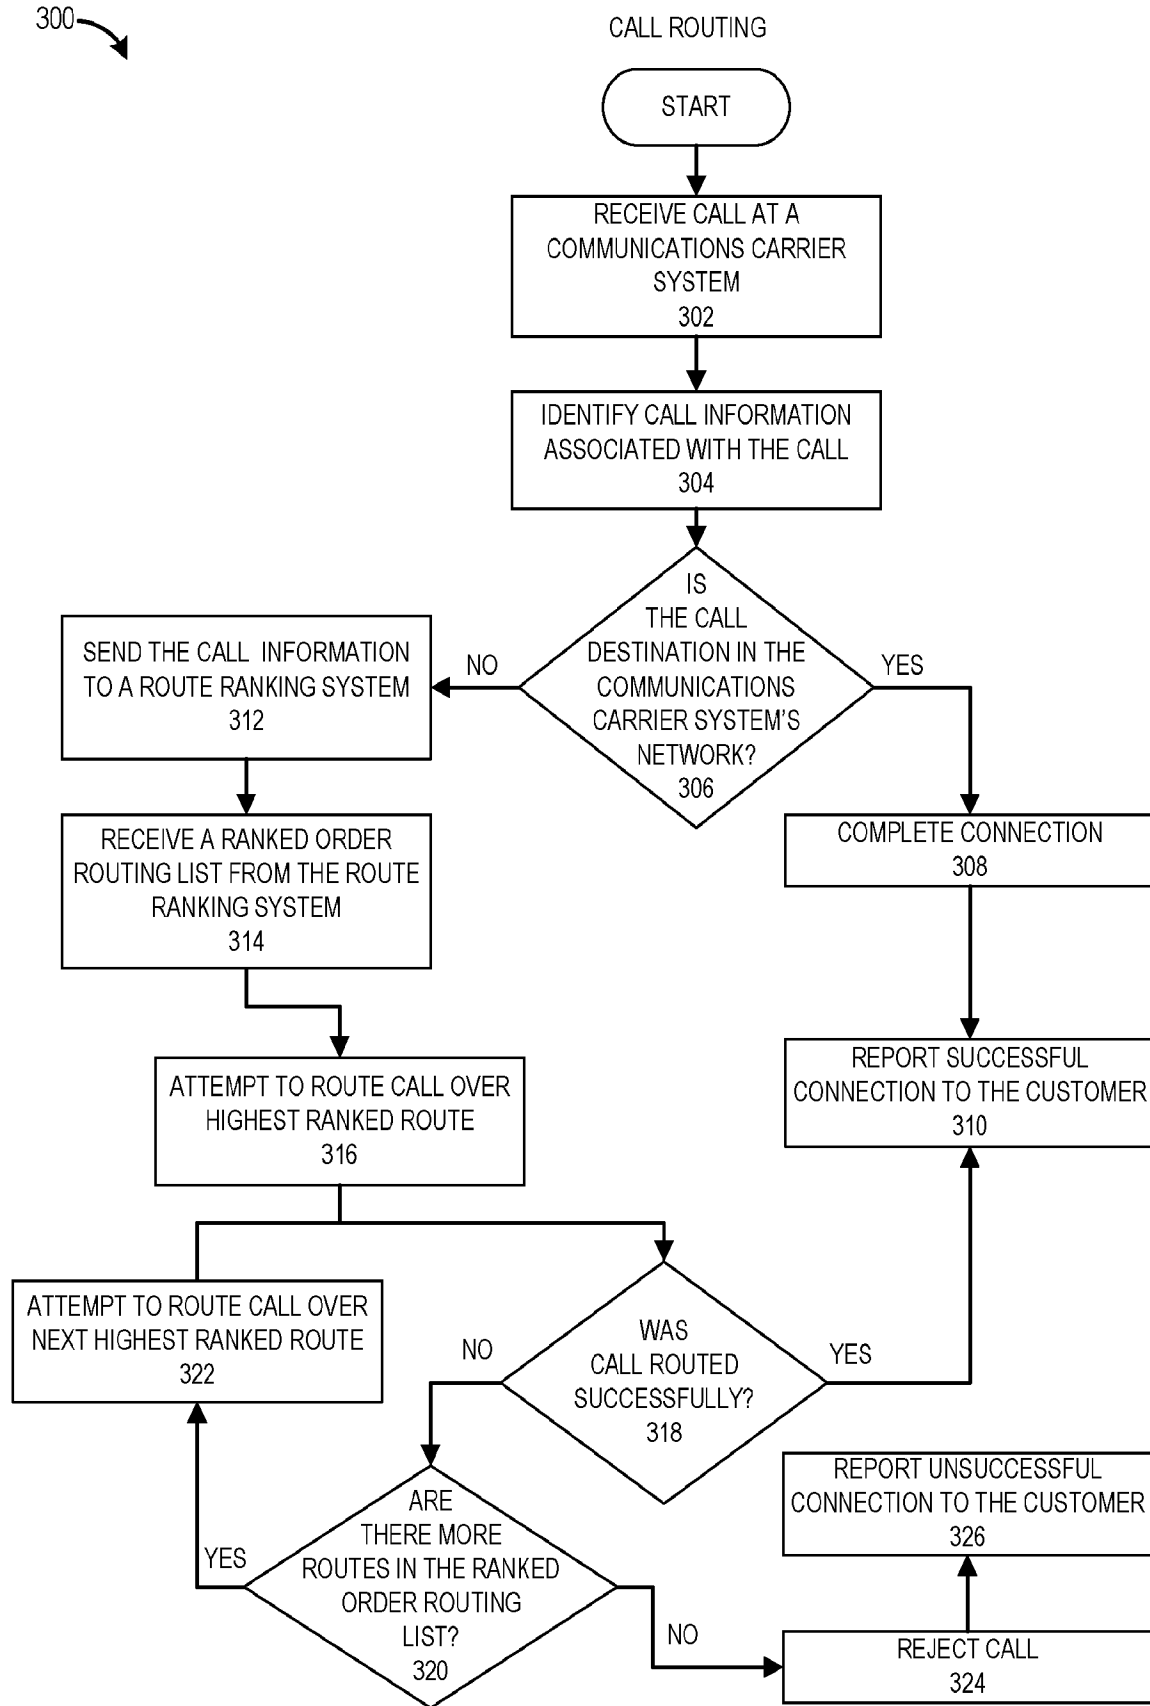 300
CALL ROUTING
START
RECEIVE CALL AT A
COMMUNICATIONS CARRIER
SYSTEM
302
IDENTIFY CALL INFORMATION
ASSOCIATED WITH THE CALL
304
IS
THE CALL
DESTINATION IN THE
COMMUNICATIONS
CARRIER SYSTEM'S
NETWORK?
306
NO
YES
SEND THE CALL INFORMATION
TO A ROUTE RANKING SYSTEM
312
RECEIVE A RANKED ORDER
ROUTING LIST FROM THE ROUTE
RANKING SYSTEM
314
COMPLETE CONNECTION
308
REPORT SUCCESSFUL
CONNECTION TO THE CUSTOMER
310
ATTEMPT TO ROUTE CALL OVER
HIGHEST RANKED ROUTE
316
ATTEMPT TO ROUTE CALL OVER
NEXT HIGHEST RANKED ROUTE
322
WAS
CALL ROUTED
SUCCESSFULLY?
318
NO
YES
ARE
THERE MORE
ROUTES IN THE RANKED
ORDER ROUTING
LIST?
320
YES
NO
REPORT UNSUCCESSFUL
CONNECTION TO THE CUSTOMER
326
REJECT CALL
324